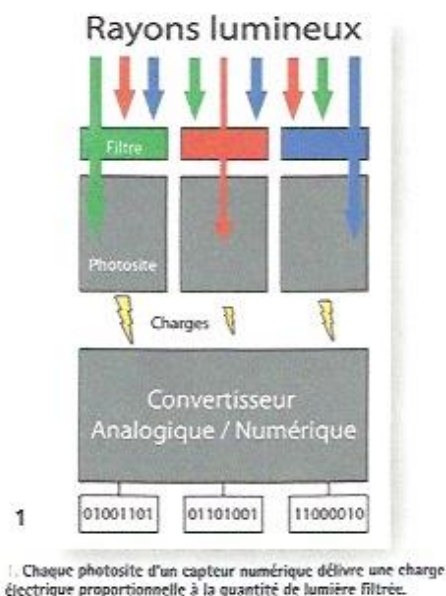 Rayons lumineux
Filtre
Photosite
Charges
Convertisseur
Analogique / Numérique
01001101 01101001 11000010
1
1. Chaque photosite d'un capteur numérique délivre une charge
électrique proportionnelle à la quantité de lumière filtrée.